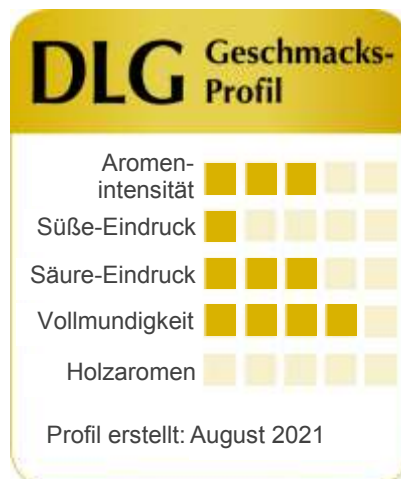 DLG Geschmacks-
Profil
Aromen-
intensität
Süße-Eindruck
Säure-Eindruck
Vollmundigkeit
Holzaromen
Profil erstellt: August 2021